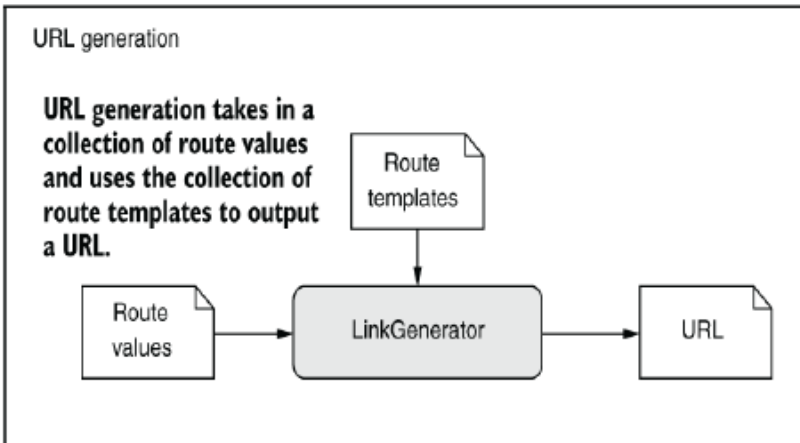 URL generation
URL generation takes in a
collection of route values
and uses the collection of
route templates to output
a URL.
Route
templates
Route
values
LinkGenerator
URL